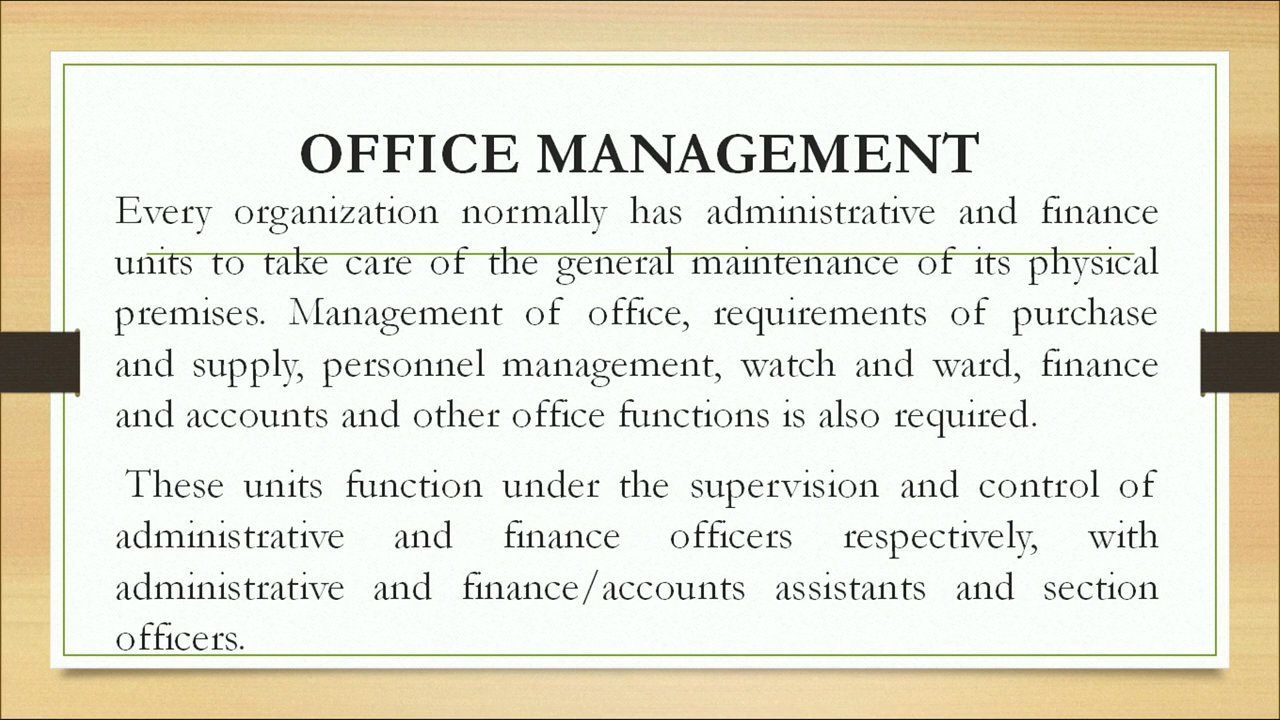 OFFICE MANAGEMENT
Every organization normally has administrative and finance
units to take care of the general maintenance of its physical
premises. Management of office, requirements of purchase
and supply, personnel management, watch and ward, finance
and accounts and other office functions is also required.
These units function under the supervision and control of
administrative and finance officers respectively, with
administrative and finance/accounts assistants and section
officers.